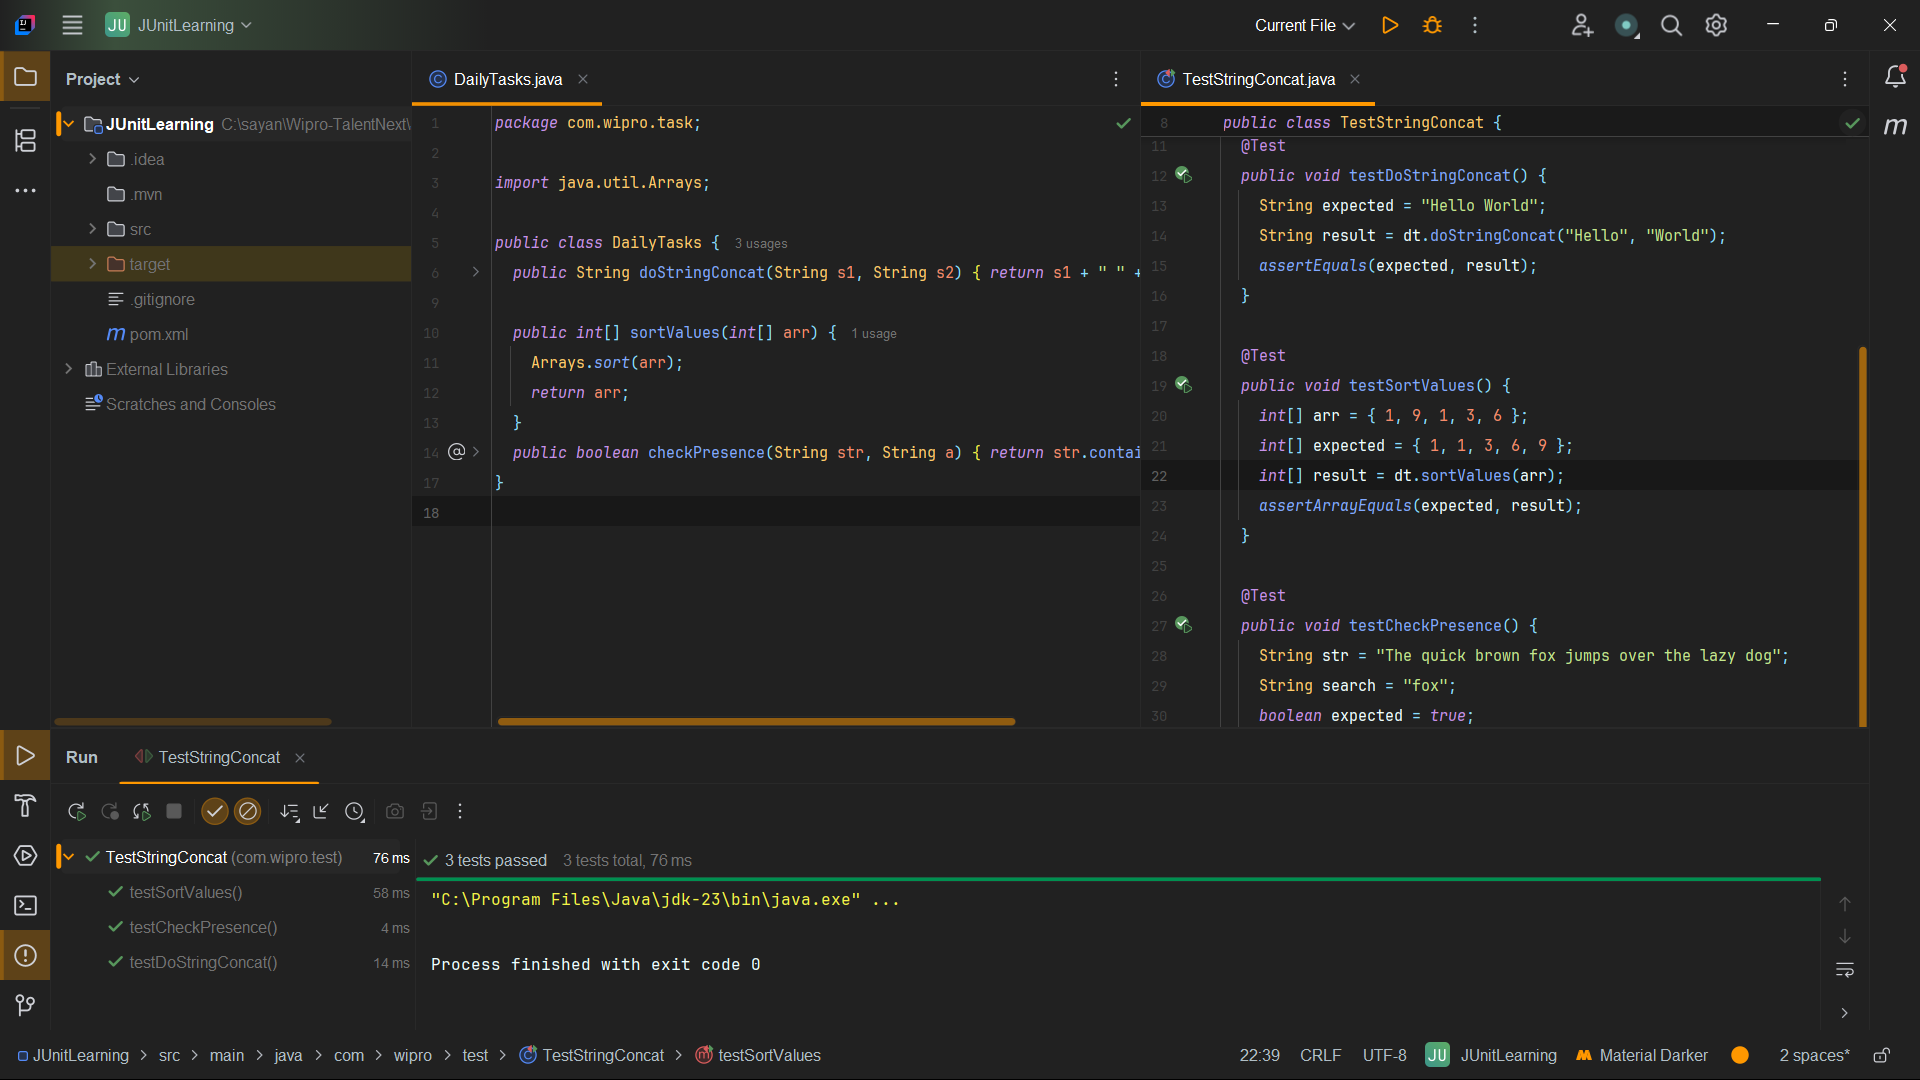 JU JUnitLearning
Current File
Project
JUnitLearning C:\sayan\Wipro-TalentNext\
.idea
.mvn
src
target
.gitignore
pom.xml
External Libraries
Scratches and Consoles
DailyTasks.java
1 package com.wipro.task;
2
3 import java.util.Arrays;
4
5 public class DailyTasks { 3 usages
6 public String doStringConcat(String s1, String s2) { return s1 + " " +
9
10 public int[] sortValues(int[] arr) { 1 usage
11 Arrays.sort(arr);
12 return arr;
13 }
14 @ public boolean checkPresence(String str, String a) { return str.contai
17 }
18
TestStringConcat.java
8 public class TestStringConcat {
11 @Test
12 public void testDoStringConcat() {
13 String expected = "Hello World";
14 String result = dt.doStringConcat("Hello", "World");
15 assertEquals(expected, result);
16 }
17
18 @Test
19 public void testSortValues() {
20 int[] arr = { 1, 9, 1, 3, 6 };
21 int[] expected = { 1, 1, 3, 6, 9 };
22 int[] result = dt.sortValues(arr);
23 assertArrayEquals(expected, result);
24 }
25
26 @Test
27 public void testCheckPresence() {
28 String str = "The quick brown fox jumps over the lazy dog";
29 String search = "fox";
30 boolean expected = true;
m
Run TestStringConcat
TestStringConcat (com.wipro.test) 76 ms
testSortValues() 58 ms
testCheckPresence() 4 ms
testDoStringConcat() 14 ms
3 tests passed 3 tests total, 76 ms
"C:\Program Files\Java\jdk-23\bin\java.exe" ...
Process finished with exit code 0
JUnitLearning > src > main > java > com > wipro > test > TestStringConcat > testSortValues
22:39 CRLF UTF-8 JU JUnitLearning Material Darker 2 spaces*